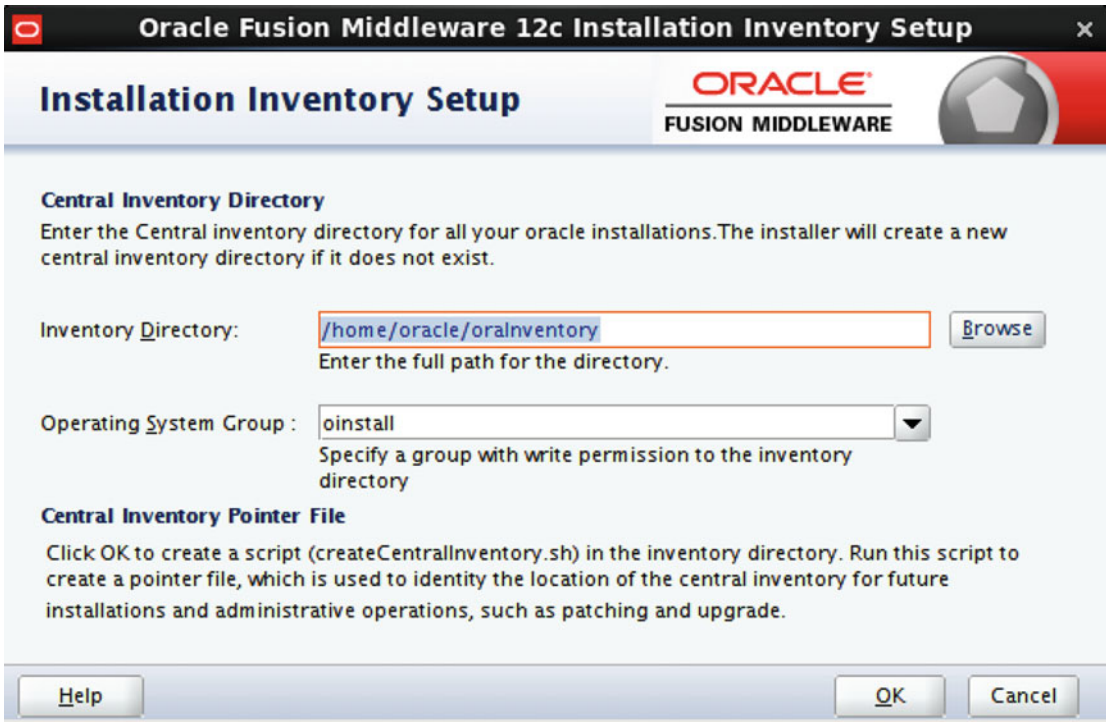 Oracle Fusion Middleware 12c Installation Inventory Setup
Installation Inventory Setup
ORACLE
FUSION MIDDLEWARE
Central Inventory Directory
Enter the Central inventory directory for all your oracle installations.The installer will create a new
central inventory directory if it does not exist.
Inventory Directory: /home/oracle/oraInventory Browse
Enter the full path for the directory.
Operating System Group : oinstall
Specify a group with write permission to the inventory
directory
Central Inventory Pointer File
Click OK to create a script (createCentralInventory.sh) in the inventory directory. Run this script to
create a pointer file, which is used to identity the location of the central inventory for future
installations and administrative operations, such as patching and upgrade.
Help OK Cancel